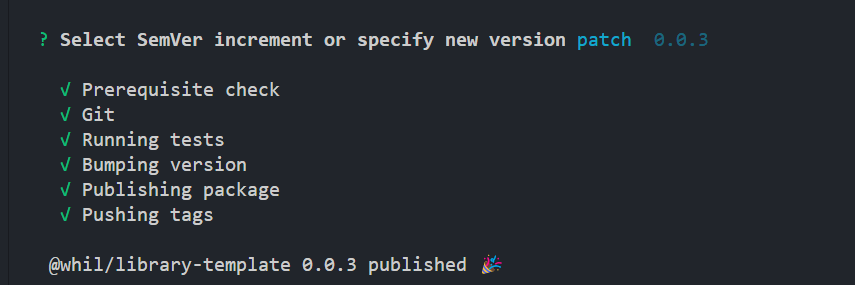 ? Select SemVer increment or specify new version patch 0.0.3
√ Prerequisite check
√ Git
√ Running tests
√ Bumping version
√ Publishing package
√ Pushing tags
@whil/library-template 0.0.3 published 🎉